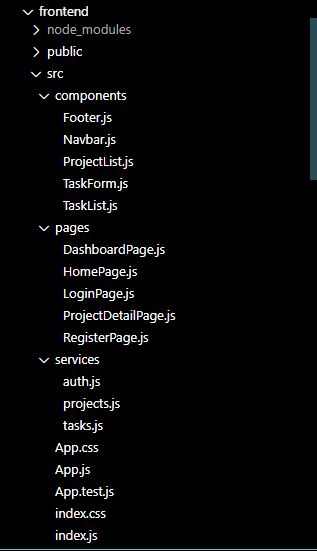 frontend
node_modules
public
src
components
Footer.js
Navbar.js
ProjectList.js
TaskForm.js
TaskList.js
pages
DashboardPage.js
HomePage.js
LoginPage.js
ProjectDetailPage.js
RegisterPage.js
services
auth.js
projects.js
tasks.js
App.css
App.js
App.test.js
index.css
index.js